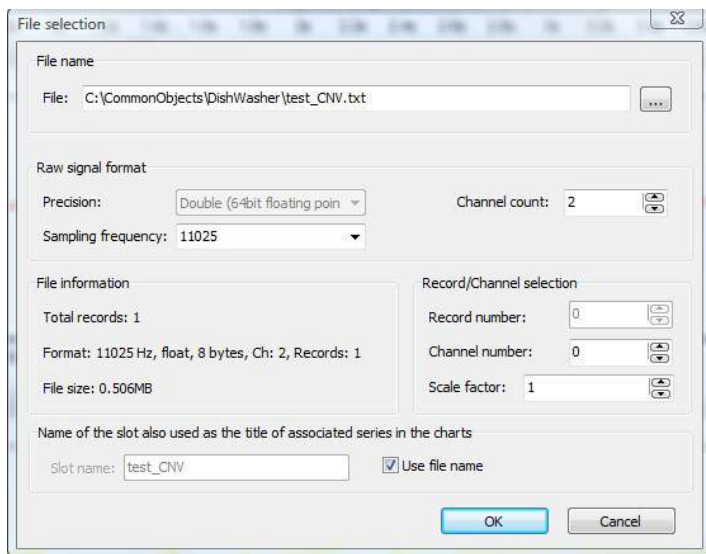 File selection
File name
File: C:\CommonObjects\DishWasher\test_CNV.txt
...
Raw signal format
Precision: Double (64bit floating poin
Channel count: 2
Sampling frequency: 11025
File information
Total records: 1
Format: 11025 Hz, float, 8 bytes, Ch: 2, Records: 1
File size: 0.506MB
Record/Channel selection
Record number: 0
Channel number: 0
Scale factor: 1
Name of the slot also used as the title of associated series in the charts
Slot name: test_CNV
Use file name
OK
Cancel